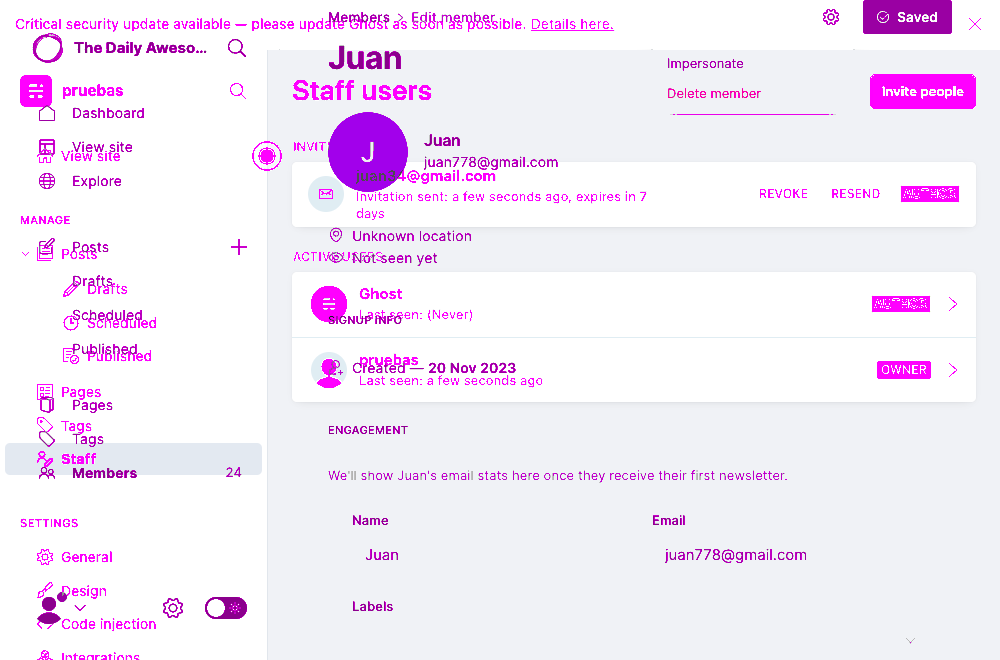 Members > Edit member
Critical security update available — please update Ghost as soon as possible. Details here.
Saved
The Daily Aweso...
Juan
Impersonate
pruebas
Staff users
Delete member
Invite people
Dashboard
View site
View site
INVIT
Juan
juan778@gmail.com
Explore
juan34@gmail.com
Invitation sent: a few seconds ago, expires in 7
days
REVOKE
RESEND
AUTHOR
MANAGE
Unknown location
Posts
Posts
ACTIVE USERS
Not seen yet
Drafts
Drafts
Ghost
Last seen: (Never)
AUTHOR
Scheduled
Scheduled
SIGNUP INFO
Published
Published
pruebas
Created — 20 Nov 2023
Last seen: a few seconds ago
OWNER
Pages
Pages
Tags
Tags
ENGAGEMENT
Staff
Members
24
We'll show Juan's email stats here once they receive their first newsletter.
SETTINGS
Name
Email
General
Juan
juan778@gmail.com
Design
Labels
Code injection
Integrations
J